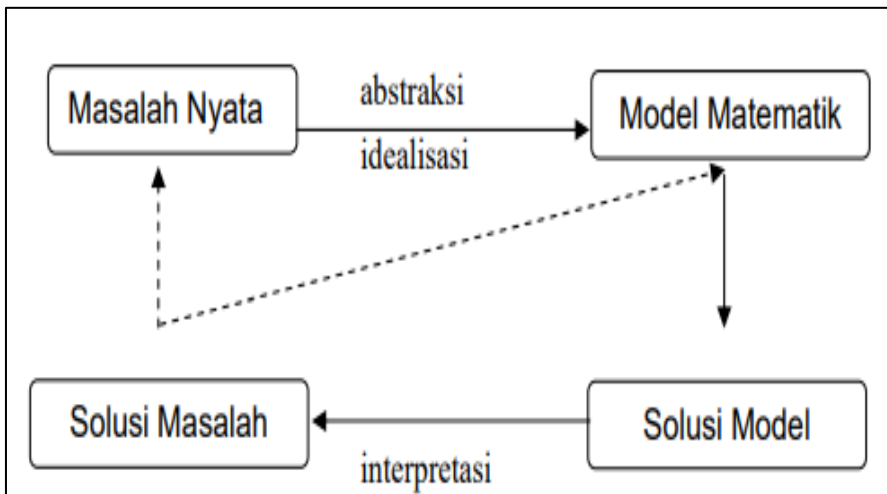 Masalah Nyata
abstraksi
idealisasi
Model Matematik
Solusi Masalah
interpretasi
Solusi Model